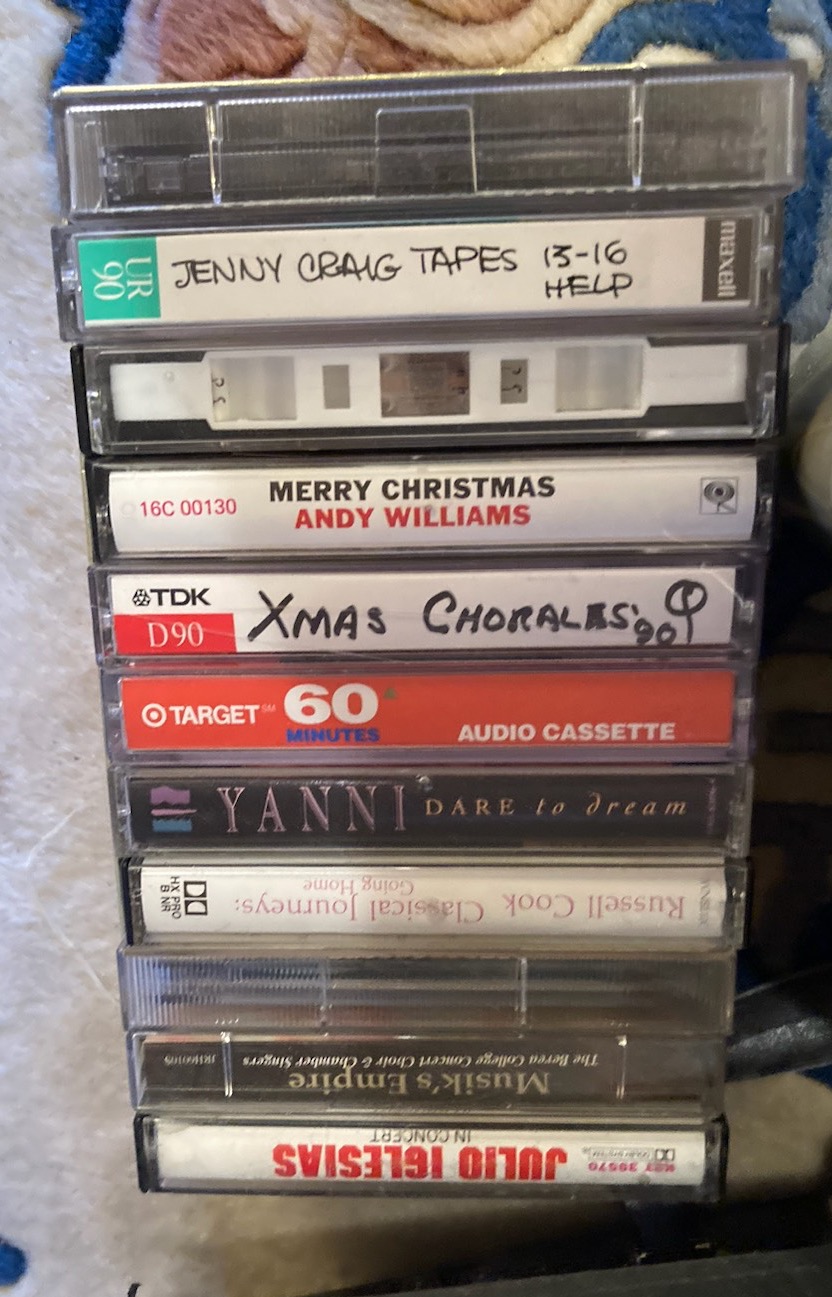 UR
90
JENNY CRAIG TAPES 13-16
HELP
maxell
16C 00130
MERRY CHRISTMAS
ANDY WILLIAMS
TDK
D90
XMAS CHORALES '90
TARGET SM
60
MINUTES
AUDIO CASSETTE
YANNI DARE to dream
Russell Cook Classical Journeys:
Going Home
HX PRO
B NR
Musik's Empire
The Berea College Concert Choir & Chamber Singers
JULIO IGLESIAS
IN CONCERT